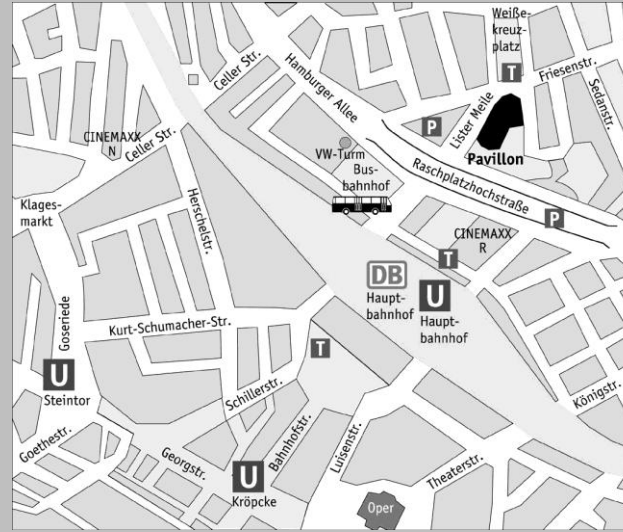 Weiße-
kreuz-
platz
T
Friesenstr.
Sedanstr.
Celler Str.
Celler Str.
Hamburger Allee
P
Lister Meile
Pavillon
CINEMAXX
N
Celler Str.
VW-Turm
Bus-
bahnhof
Raschplatzhochstraße
P
Klages-
markt
Herschelstr.
CINEMAXX
R
T
DB
Haupt-
bahnhof
U
Haupt-
bahnhof
Goseriede
Kurt-Schumacher-Str.
T
U
Steintor
Schillerstr.
Königstr.
Goethestr.
Georgstr.
Bahnhofstr.
Luisenstr.
Theaterstr.
U
Kröpcke
Oper